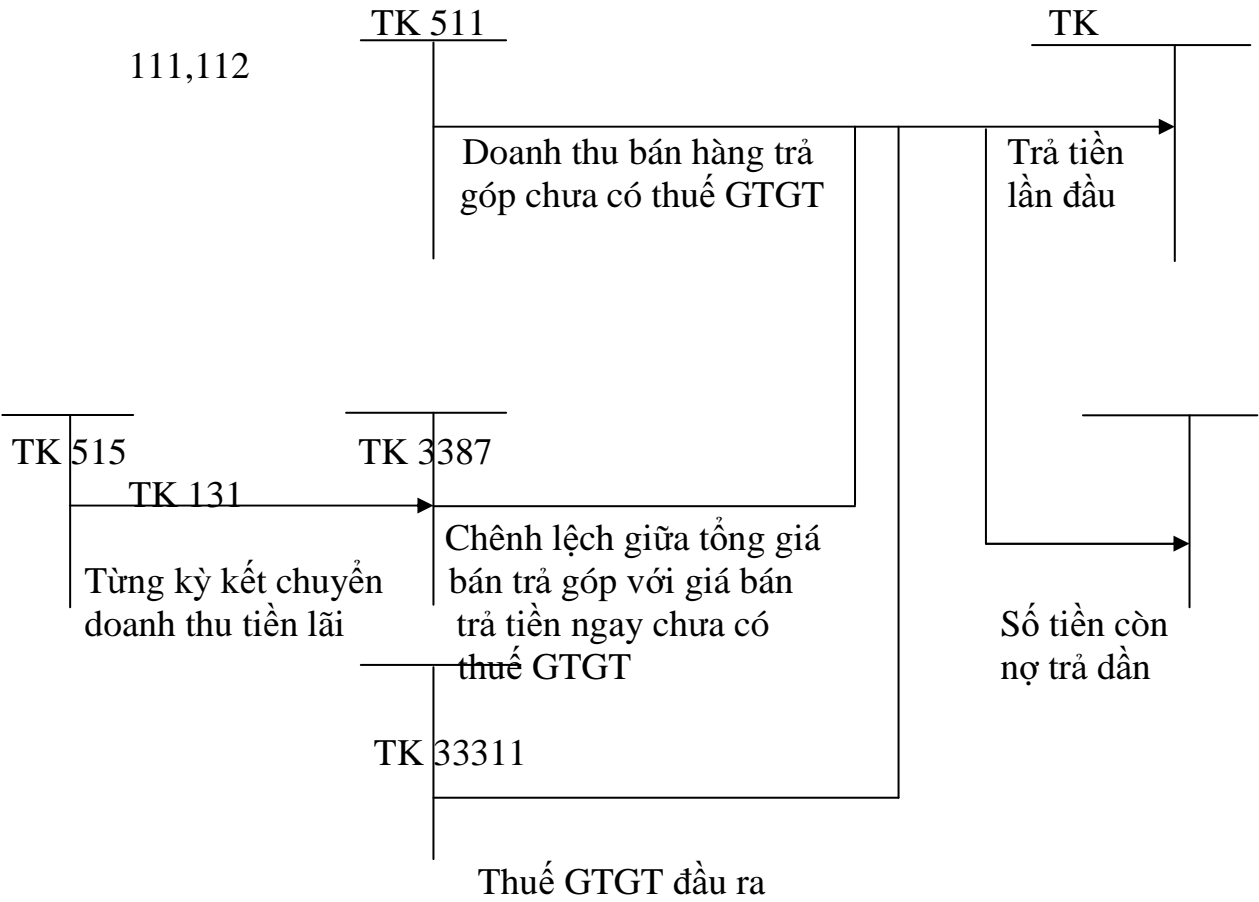 TK 511
TK
111,112
Doanh thu bán hàng trả
góp chưa có thuế GTGT
Trả tiền
lần đầu
TK 515
TK 3387
TK 131
Từng kỳ kết chuyển
doanh thu tiền lãi
Chênh lệch giữa tổng giá
bán trả góp với giá bán
trả tiền ngay chưa có
thuế GTGT
Số tiền còn
nợ trả dần
TK 33311
Thuế GTGT đầu ra